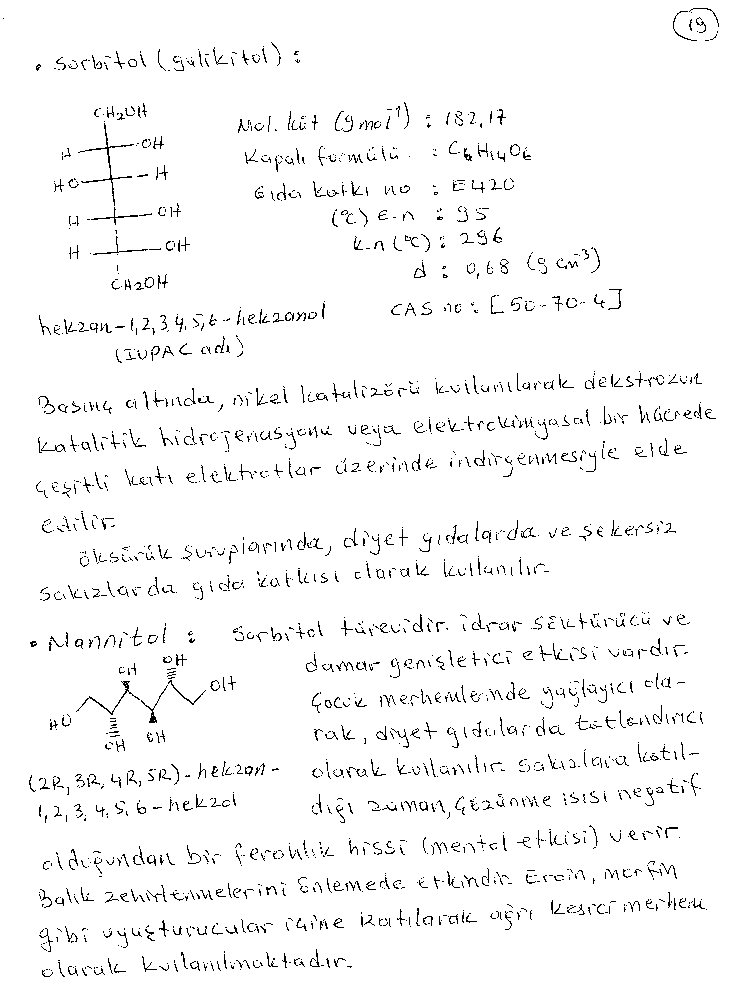 19
• Sorbitol (gulikitol) :
CH2OH
H OH
HO H
H OH
H OH
CH2OH
Mol. küt (g mol⁻¹) : 182,17
Kapalı formülü : C6H14O6
Gıda katkı no : E420
(°C) e.n : 95
k.n (°C) : 296
d : 0,68 (g cm⁻³)
CAS no : [50-70-4]
hekzan-1,2,3,4,5,6-hekzanol
(IUPAC adı)
Basınç altında, nikel katalizörü kullanılarak dekstrozun
katalitik hidrojenasyonu veya elektrokimyasal bir hücrede
çeşitli katı elektrotlar üzerinde indirgenmesiyle elde
edilir.
öksürük şuruplarında, diyet gıdalarda ve şekersiz
sakızlarda gıda katkısı olarak kullanılır.
• Mannitol : Sorbitol türevidir. idrar söktürücü ve
damar genişletici etkisi vardır.
Çocuk merhemlerinde yağlayıcı ola-
rak, diyet gıdalarda tatlandırıcı
olarak kullanılır. Sakızlara katıl-
dığı zaman, çözünme ısısı negatif
OH OH
OH
HO
OH OH
(2R, 3R, 4R, 5R)-hekzan-
1,2,3,4,5,6-hekzol
olduğundan bir ferahlık hissi (mentol etkisi) verir.
Balık zehirlenmelerini önlemede etkindir. Eroin, morfin
gibi uyuşturucular içine katılarak ağrı kesici merhem
olarak kullanılmaktadır.